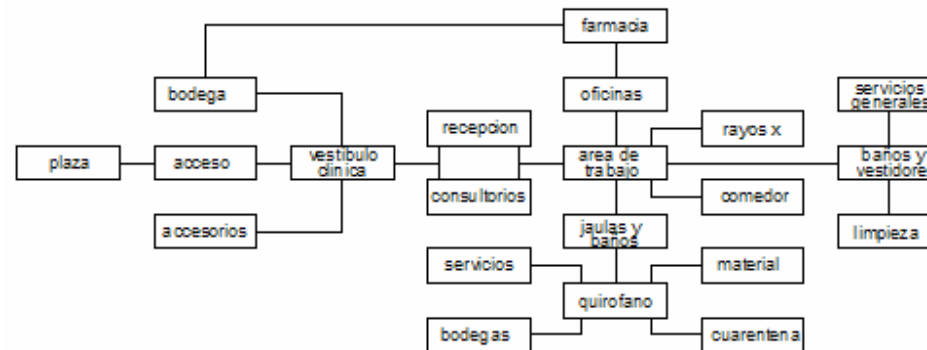 farmacia
bodega
oficinas
servicios
generales
recepcion
rayos x
plaza
acceso
vestibulo
clinica
area de
trabajo
baños y
vestidore
consultorios
comedor
accesorios
jaulas y
baños
limpieza
servicios
material
quirofano
bodegas
cuarentena